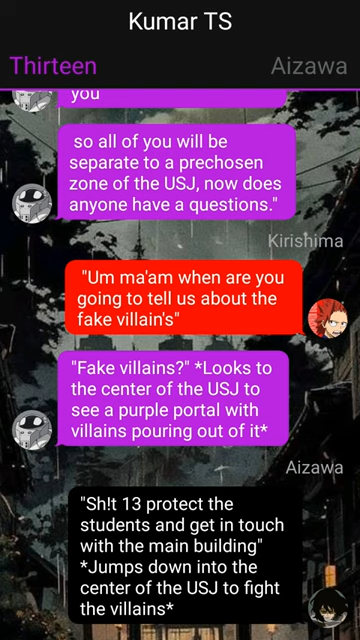 Kumar TS
Thirteen
Aizawa
you
so all of you will be
separate to a prechosen
zone of the USJ, now does
anyone have a questions."
Kirishima
"Um ma'am when are you
going to tell us about the
fake villain's"
"Fake villains?" *Looks to
the center of the USJ to
see a purple portal with
villains pouring out of it*
Aizawa
"Sh!t 13 protect the
students and get in touch
with the main building"
*Jumps down into the
center of the USJ to fight
the villains*